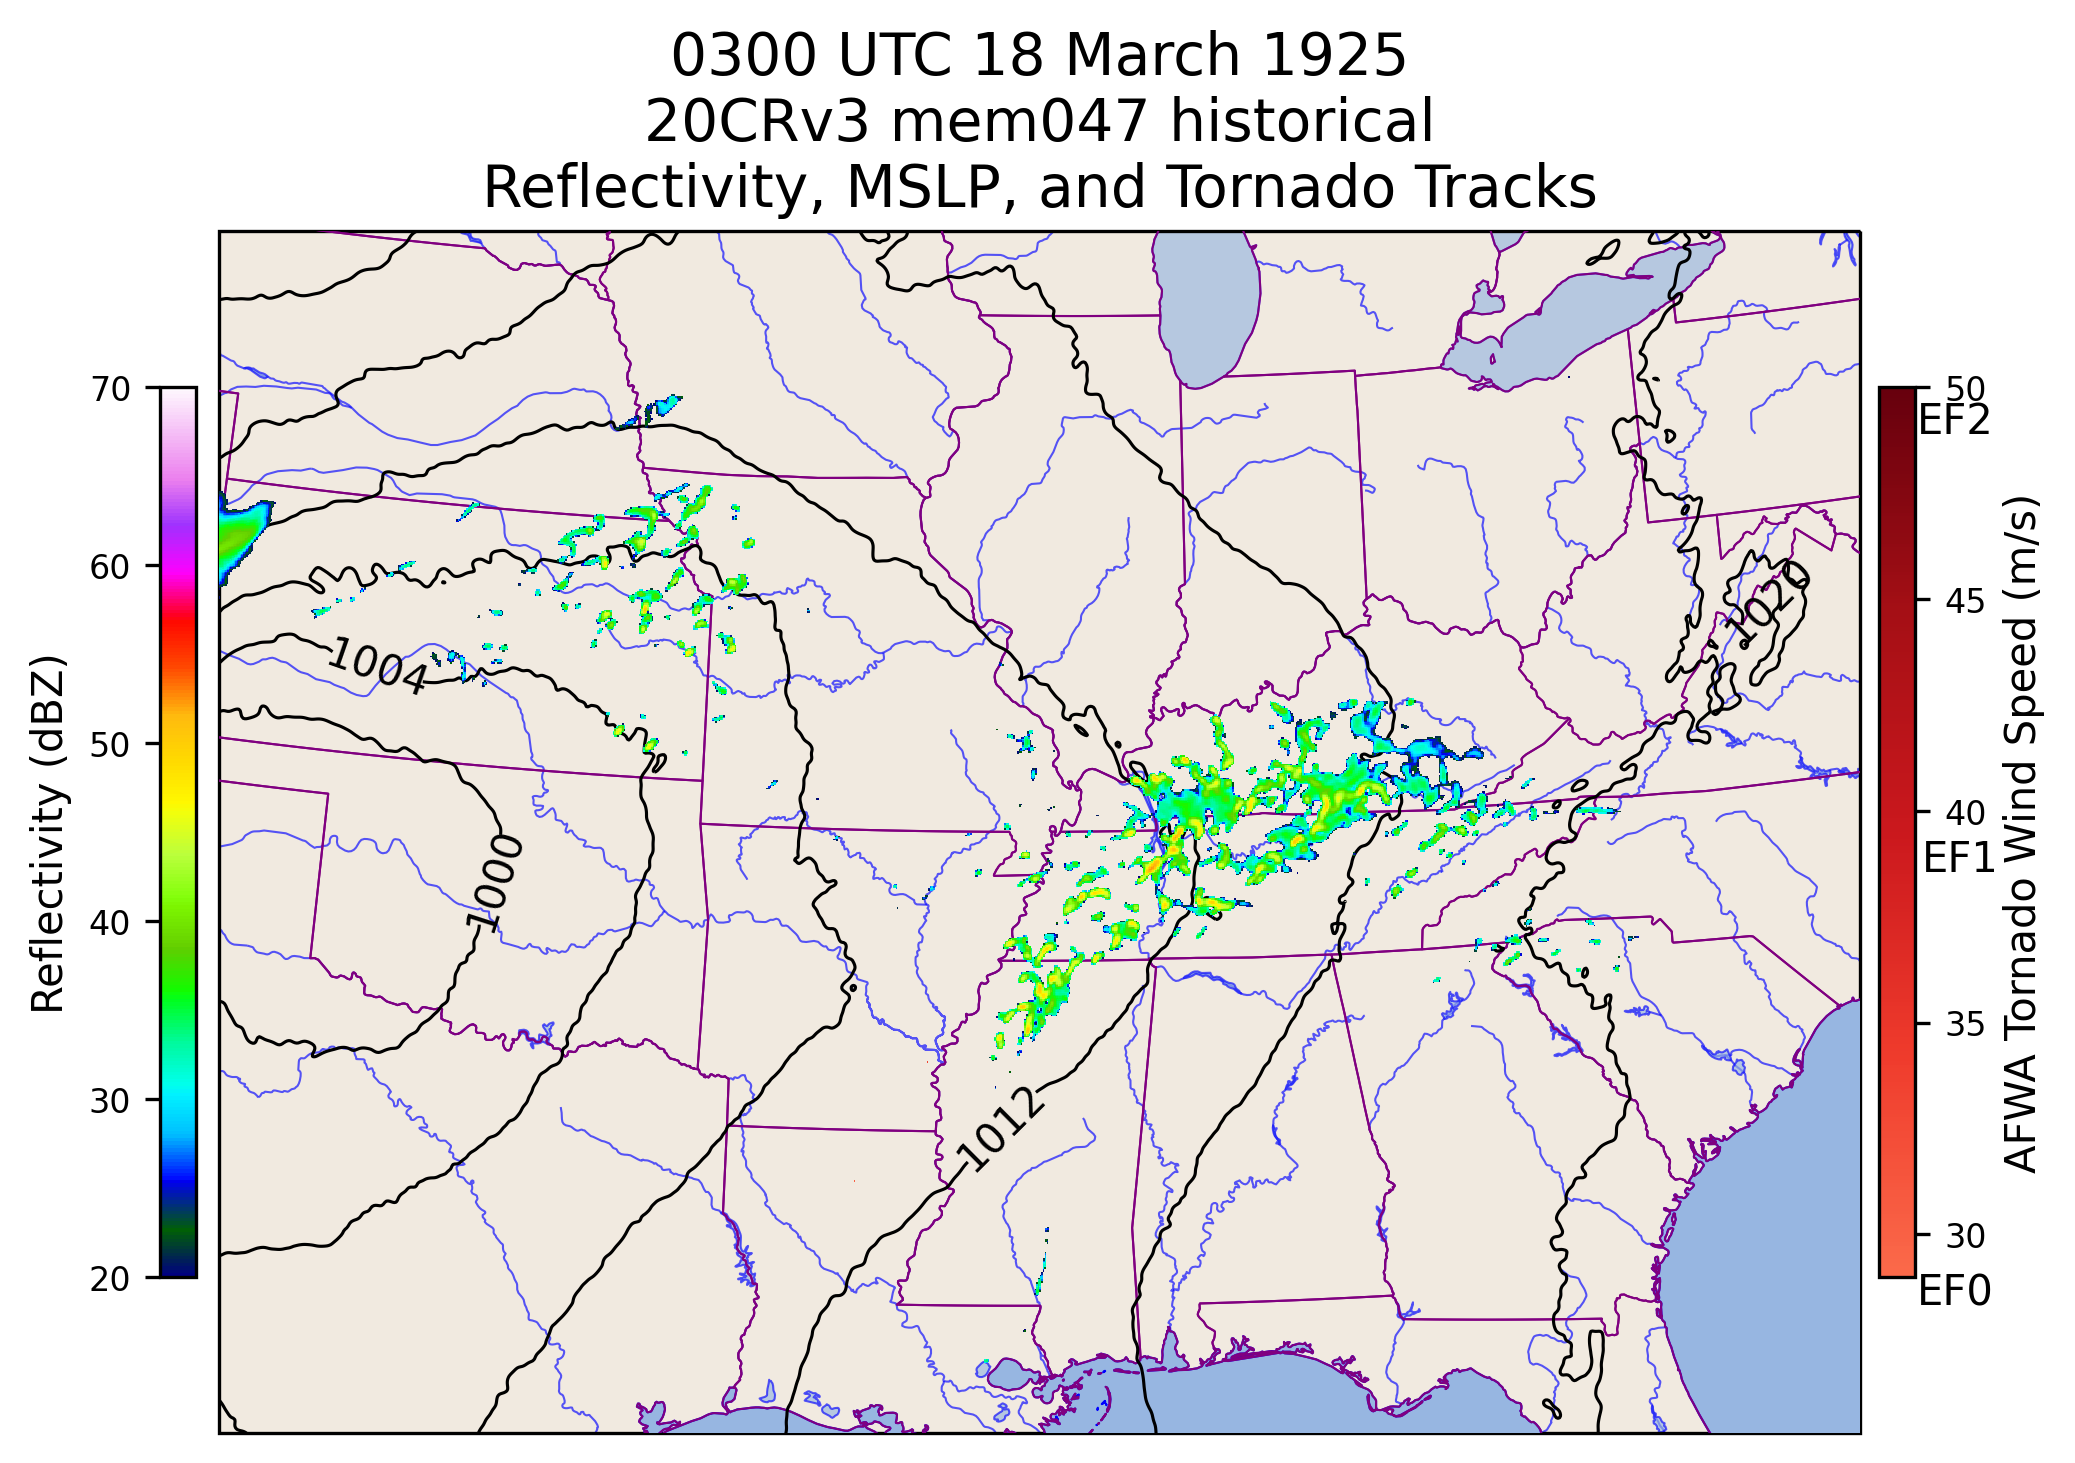 0300 UTC 18 March 1925
20CRv3 mem047 historical
Reflectivity, MSLP, and Tornado Tracks
70
60
50
40
30
20
Reflectivity (dBZ)
1004
1000
1012
1020
50
EF2
45
40
EF1
35
30
EF0
AFWA Tornado Wind Speed (m/s)